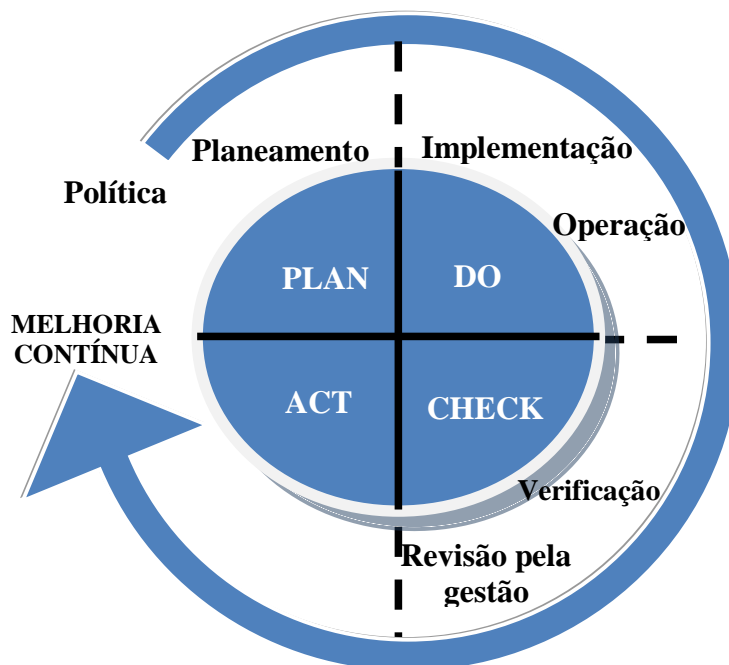 Planeamento
Implementação
Política
Operação
PLAN
DO
MELHORIA
CONTÍNUA
ACT
CHECK
Verificação
Revisão pela
gestão